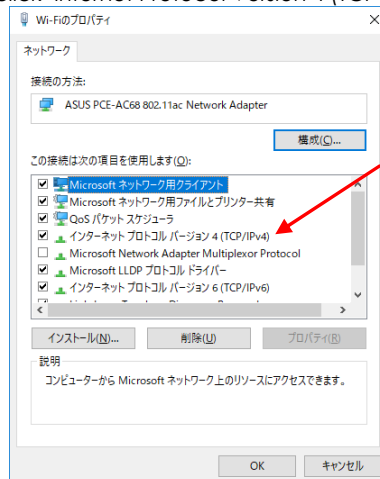 Wi-Fiのプロパティ
ネットワーク
接続の方法:
ASUS PCE-AC68 802.11ac Network Adapter
構成(C)...
この接続は次の項目を使用します(O):
Microsoft ネットワーク用クライアント
Microsoft ネットワーク用ファイルとプリンター共有
QoS パケット スケジューラ
インターネット プロトコル バージョン 4 (TCP/IPv4)
Microsoft Network Adapter Multiplexor Protocol
Microsoft LLDP プロトコル ドライバー
インターネット プロトコル バージョン 6 (TCP/IPv6)
インストール(N)...
削除(U)
プロパティ(R)
説明
コンピューターから Microsoft ネットワーク上のリソースにアクセスできます。
OK
キャンセル